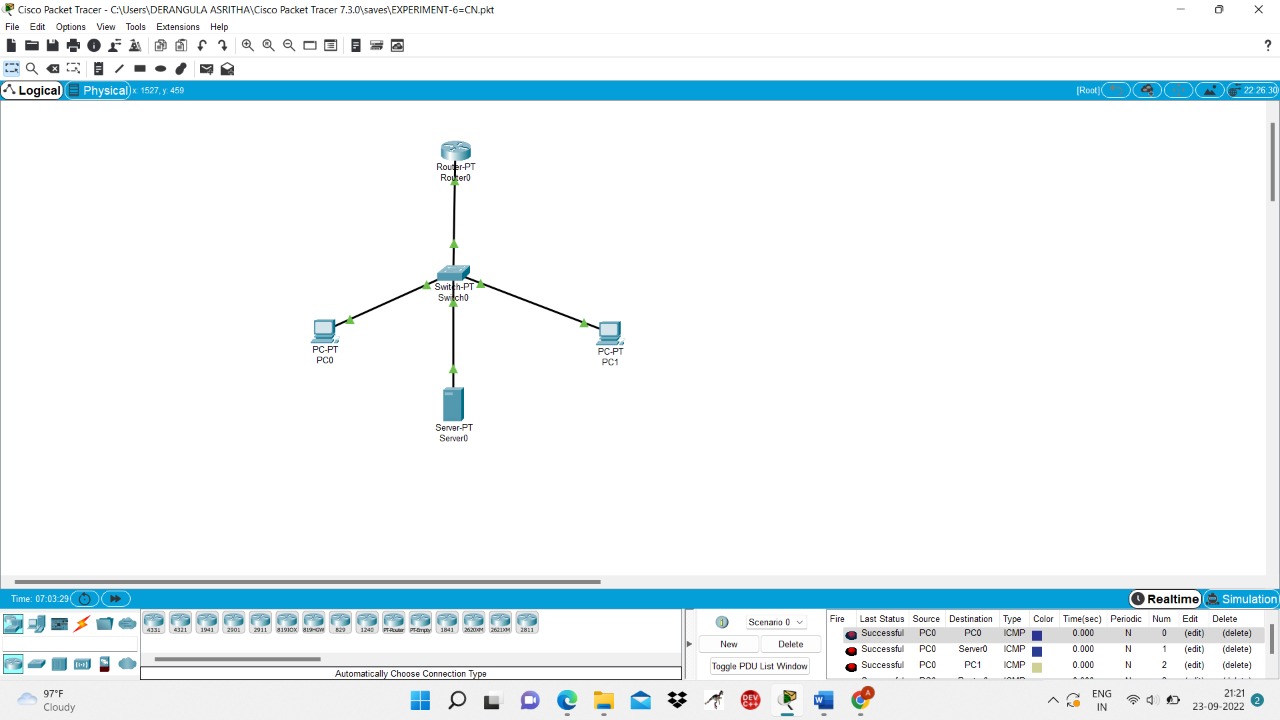 Cisco Packet Tracer - C:\Users\DERANGULA ASRITHA\Cisco Packet Tracer 7.3.0\saves\EXPERIMENT-6=CN.pkt
File Edit Options View Tools Extensions Help
?
Logical Physical x: 1527, y: 459 [Root] 22:26:30
Router-PT
Router0
Switch-PT
Switch0
PC-PT
PC0
PC-PT
PC1
Server-PT
Server0
Time: 07:03:29 Realtime Simulation
4331 4321 1941 2901 2911 819IOX 819HGW 829 1240 PT-Router PT-Empty 1841 2620XM 2621XM 2811
Automatically Choose Connection Type
Scenario 0
New Delete
Toggle PDU List Window
Fire Last Status Source Destination Type Color Time(sec) Periodic Num Edit Delete
Successful PC0 PC0 ICMP 0.000 N 0 (edit) (delete)
Successful PC0 Server0 ICMP 0.000 N 1 (edit) (delete)
Successful PC0 PC1 ICMP 0.000 N 2 (edit) (delete)
97°F
Cloudy
DEV
C++
W
A
ENG
IN
21:21
23-09-2022
2